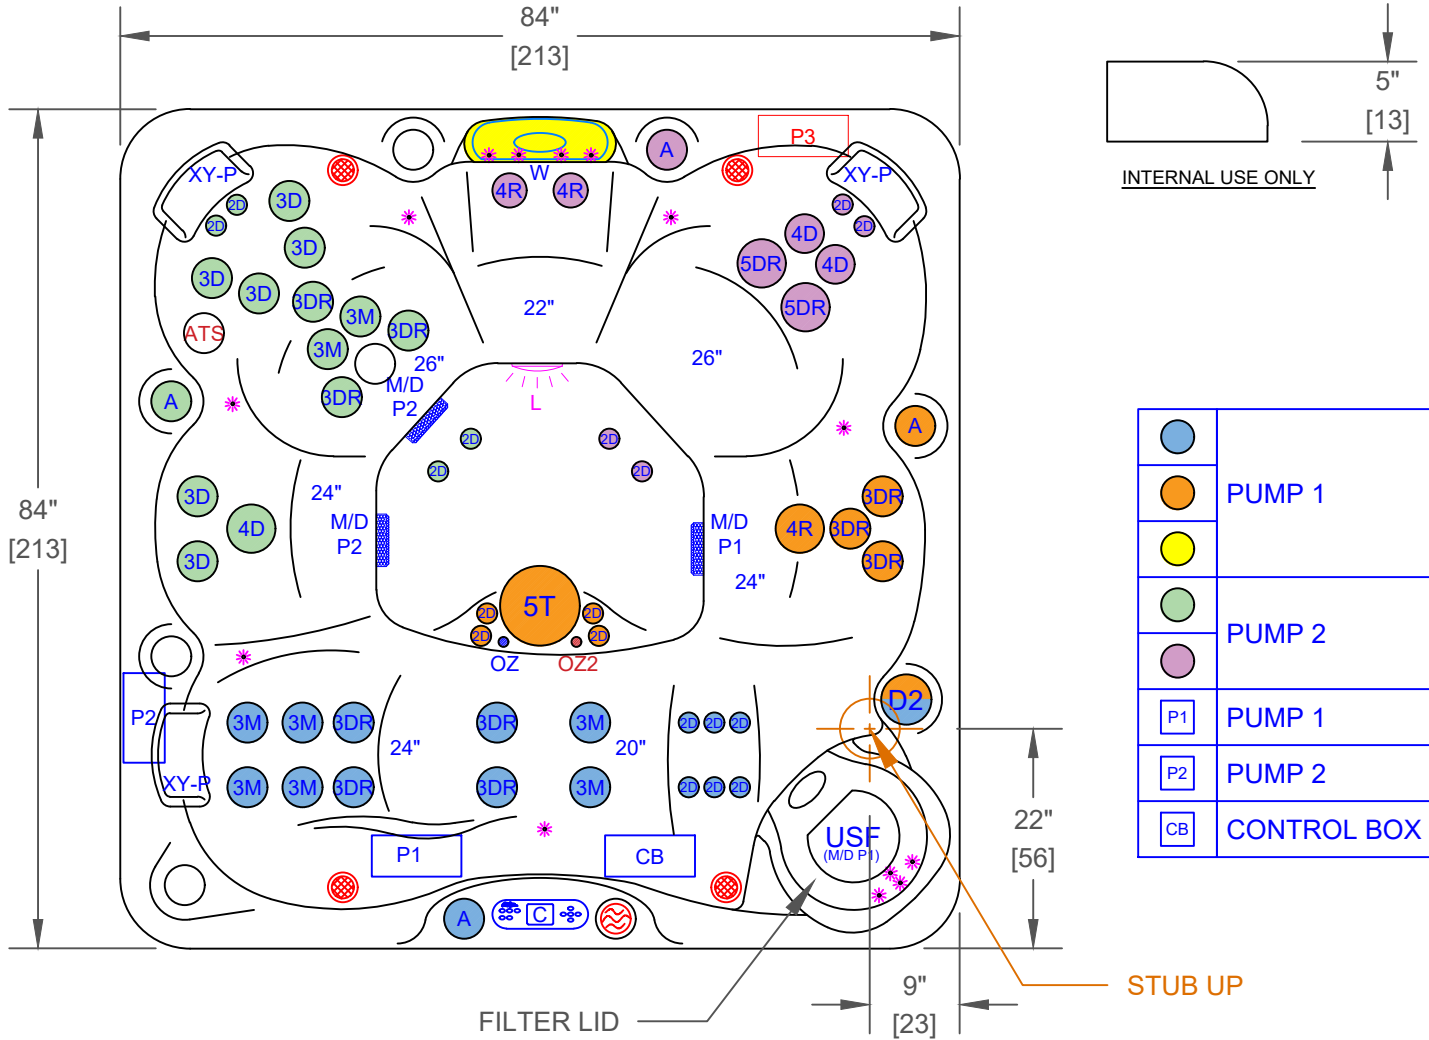 84"
[213]
5"
[13]
INTERNAL USE ONLY
P3
A
XY-P
W
XY-P
4R
4R
2D
2D
3D
3D
2D
2D
4D
5DR
4D
5DR
3D
3D
3DR
3M
3DR
3M
3DR
ATS
22"
26"
26"
M/D
P2
L
A
A
2D
2D
2D
2D
84"
[213]
3D
4D
3D
24"
M/D
P2
M/D
P1
24"
4R
3DR
3DR
3DR
5T
2D
2D
2D
2D
OZ
OZ2
PUMP 1
PUMP 2
P1
PUMP 1
P2
PUMP 2
CB
CONTROL BOX
P2
XY-P
3M
3M
3DR
3M
3M
3DR
24"
3DR
3M
3DR
3M
20"
2D
2D
2D
2D
2D
2D
D2
USF
(M/D P1)
P1
CB
A
C
22"
[56]
9"
[23]
STUB UP
FILTER LID